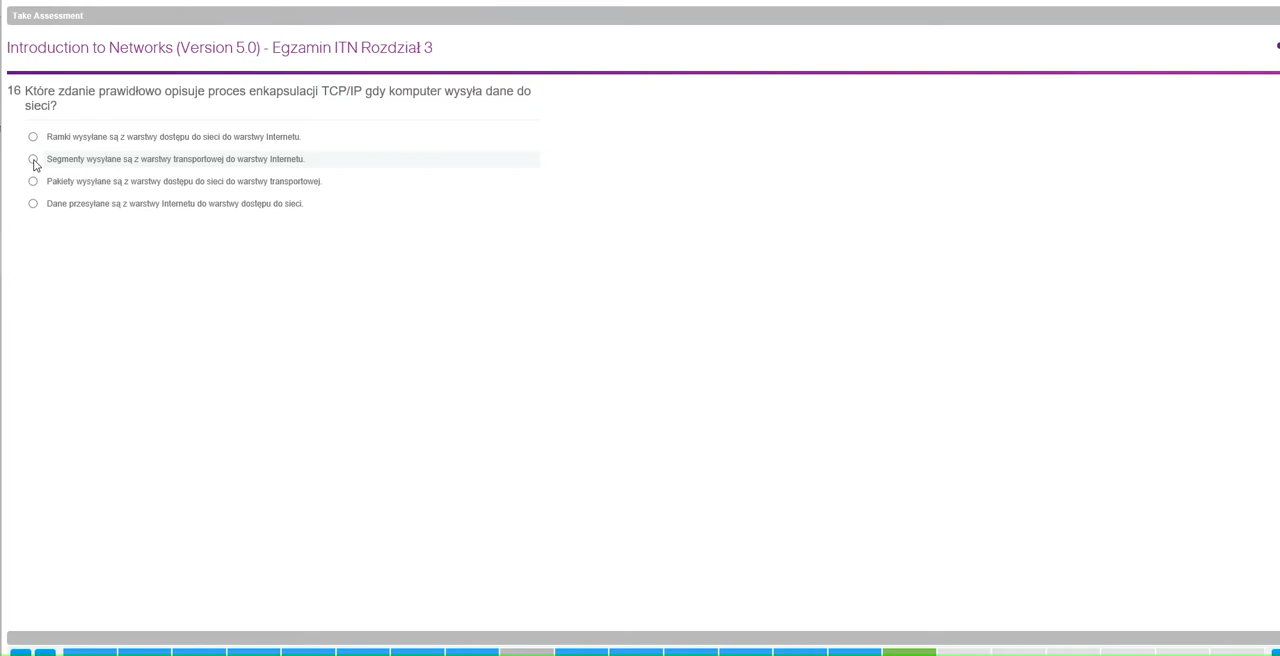 Take Assessment
Introduction to Networks (Version 5.0) - Egzamin ITN Rozdział 3
16 Które zdanie prawidłowo opisuje proces enkapsulacji TCP/IP gdy komputer wysyła dane do
sieci?
Ramki wysyłane są z warstwy dostępu do sieci do warstwy Internetu.
Segmenty wysyłane są z warstwy transportowej do warstwy Internetu.
Pakiety wysyłane są z warstwy dostępu do sieci do warstwy transportowej.
Dane przesyłane są z warstwy Internetu do warstwy dostępu do sieci.